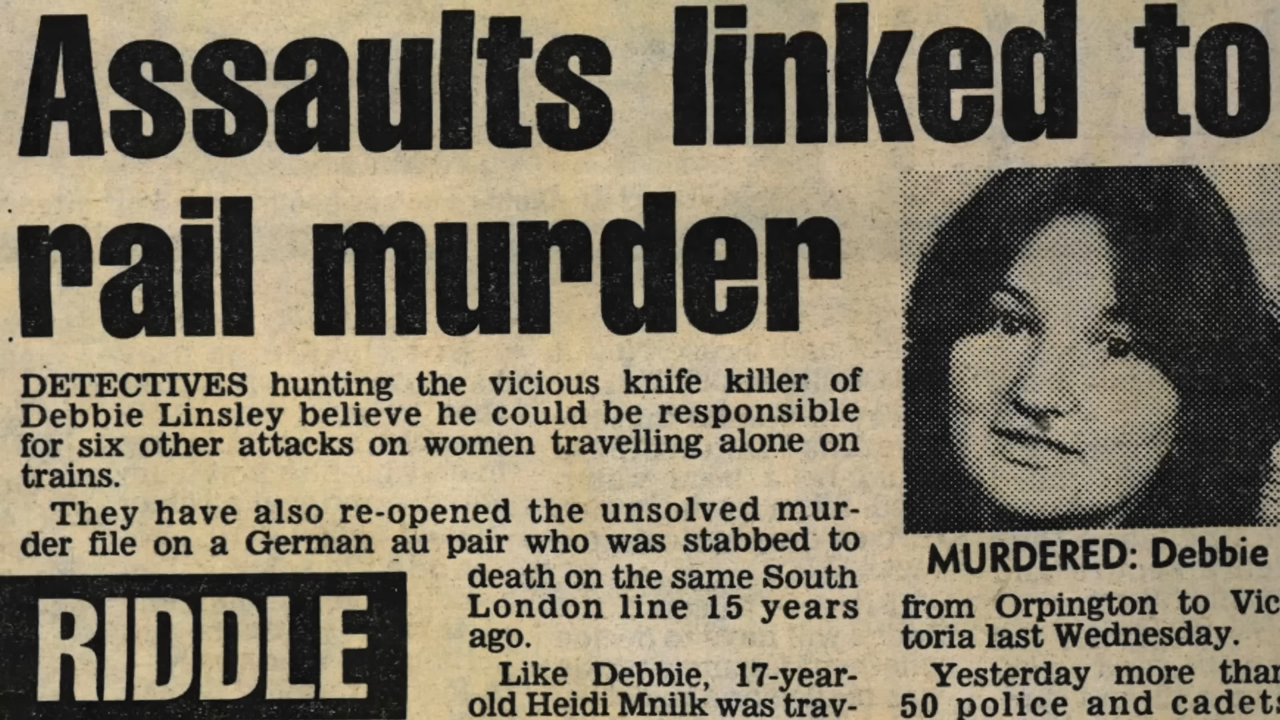 Assaults linked to
rail murder
DETECTIVES hunting the vicious knife killer of
Debbie Linsley believe he could be responsible
for six other attacks on women travelling alone on
trains.
They have also re-opened the unsolved mur-
der file on a German au pair who was stabbed to
death on the same South
London line 15 years
ago.
Like Debbie, 17-year-
old Heidi Mnilk was trav-
RIDDLE
MURDERED: Debbie
from Orpington to Vic-
toria last Wednesday.
Yesterday more than
50 police and cadets